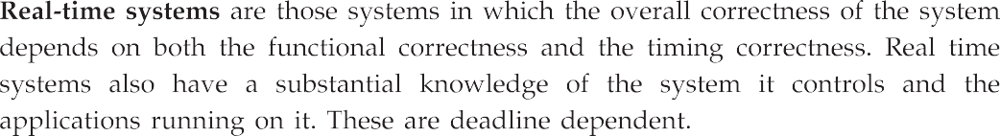 Real-time systems are those systems in which the overall correctness of the system
depends on both the functional correctness and the timing correctness. Real time
systems also have a substantial knowledge of the system it controls and the
applications running on it. These are deadline dependent.